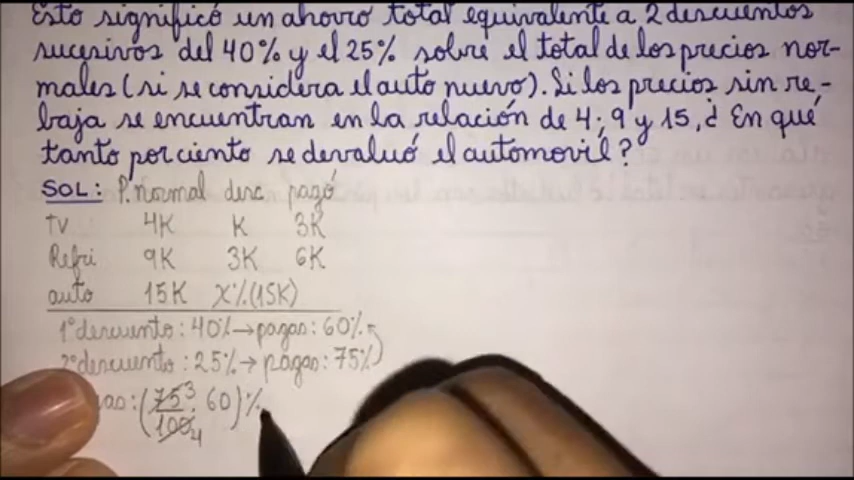 Esto significó un ahorro total equivalente a 2 descuentos
sucesivos del 40% y el 25% sobre el total de los precios nor-
males (si se considera el auto nuevo). Si los precios sin re-
baja se encuentran en la relación de 4; 9 y 15, ¿En qué
tanto por ciento se devaluó el automovil?
SOL: P. normal desc pagó
TV 4K K 3K
Refri 9K 3K 6K
auto 15K X%(15K)
1° descuento: 40% → pagas: 60%
2° descuento: 25% → pagas: 75%
(75/100 3/4 . 60)%